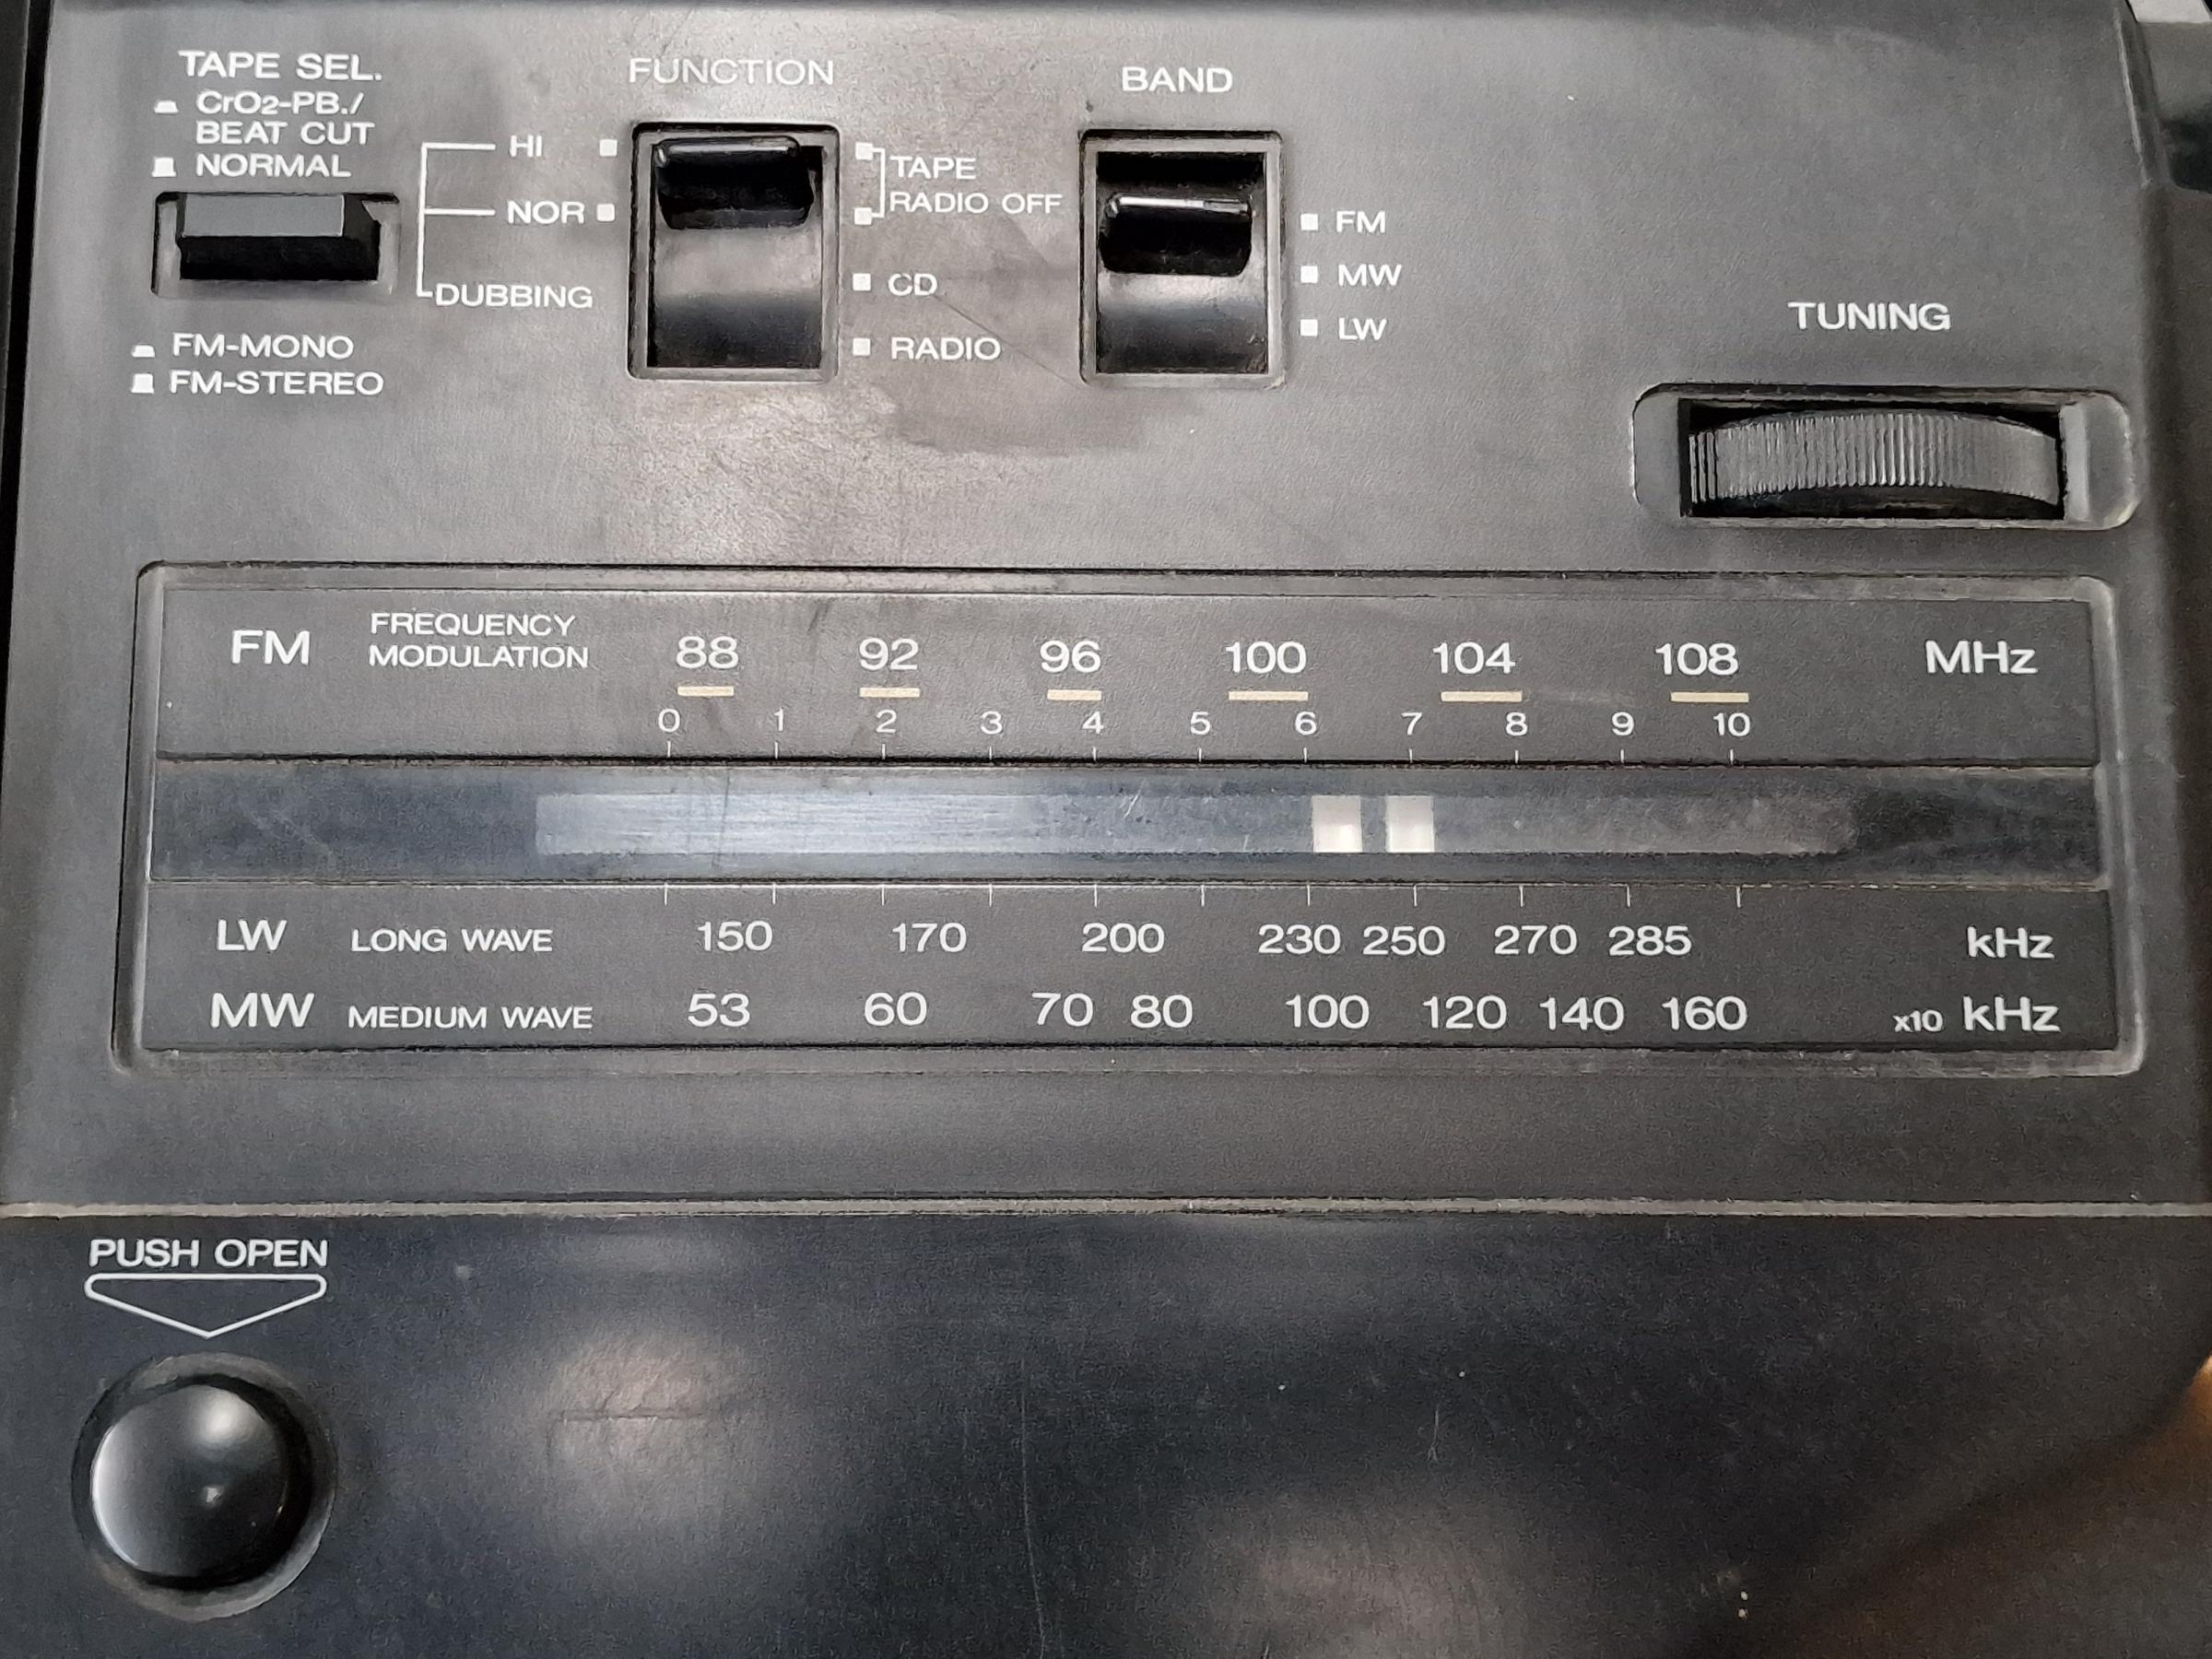 TAPE SEL.
CrO2-PB./
BEAT CUT
NORMAL
FM-MONO
FM-STEREO
HI
NOR
DUBBING
FUNCTION
TAPE
RADIO OFF
CD
RADIO
BAND
FM
MW
LW
TUNING
FM FREQUENCY MODULATION 88 92 96 100 104 108 MHz
0 1 2 3 4 5 6 7 8 9 10
LW LONG WAVE 150 170 200 230 250 270 285 kHz
MW MEDIUM WAVE 53 60 70 80 100 120 140 160 x10 kHz
PUSH OPEN